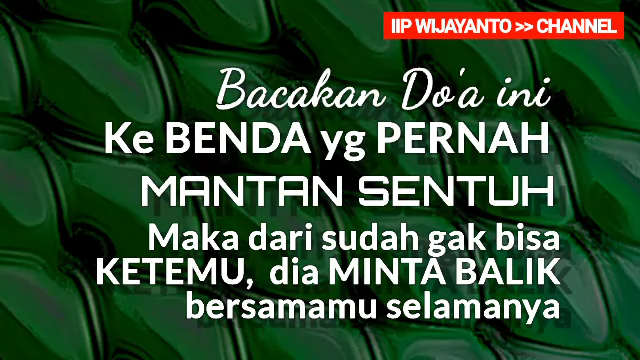 IIP WIJAYANTO >> CHANNEL
Bacakan Do'a ini
Ke BENDA yg PERNAH
MANTAN SENTUH
Maka dari sudah gak bisa
KETEMU, dia MINTA BALIK
bersamamu selamanya